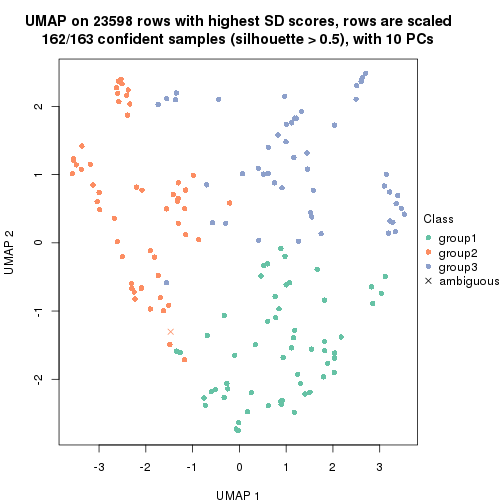 UMAP on 23598 rows with highest SD scores, rows are scaled
162/163 confident samples (silhouette > 0.5), with 10 PCs
2
1
0
-1
-2
UMAP 2
-3
-2
-1
0
1
2
3
UMAP 1
Class
group1
group2
group3
ambiguous